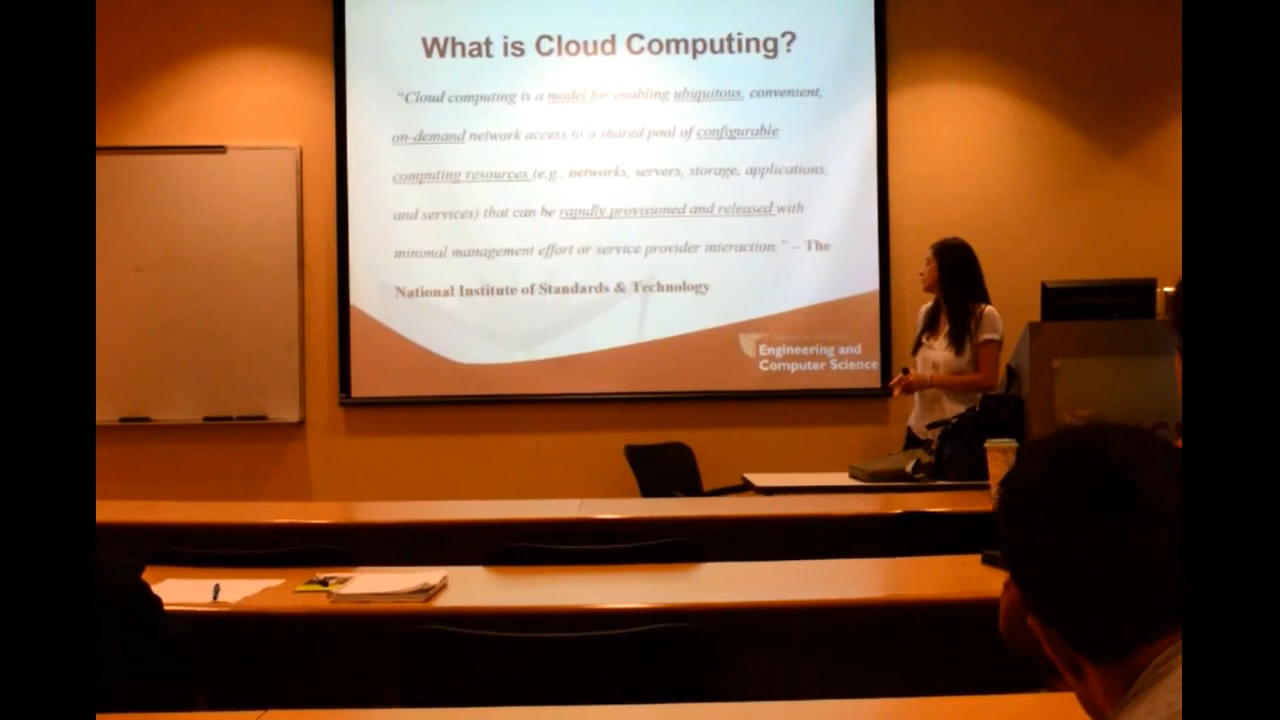 What is Cloud Computing?
“Cloud computing is a model for enabling ubiquitous, convenient,
on-demand network access to a shared pool of configurable
computing resources (e.g., networks, servers, storage, applications,
and services) that can be rapidly provisioned and released with
minimal management effort or service provider interaction.” – The
National Institute of Standards & Technology
Engineering and
Computer Science